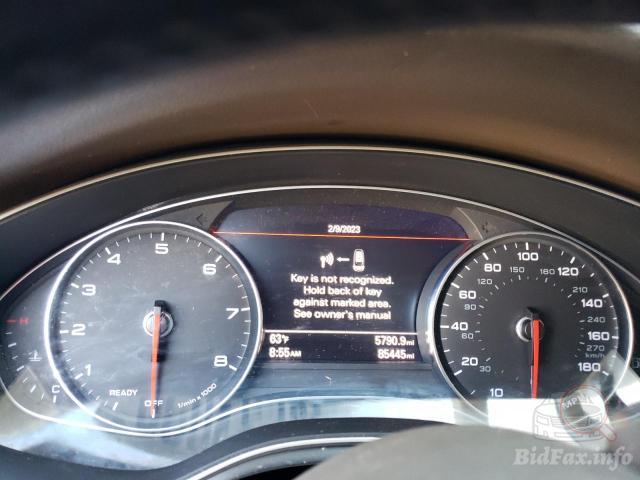 2/9/2023
Key is not recognized.
Hold back of key
against marked area.
See owner's manual
63°F 5790.9mi
8:55AM 85445mi
1
2
3
4
5
6
7
8
READY
OFF
1/min x 1000
H
C
10
20
40
60
80
100
120
140
160
180
30
60
90
120
150
180
210
240
270
km/h
BidFax.info